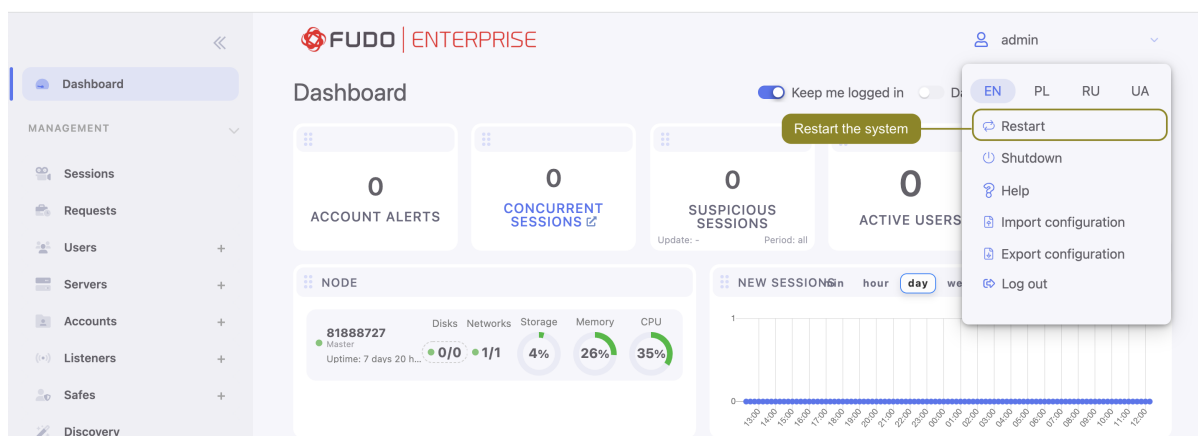 FUDO ENTERPRISE
admin
Dashboard
MANAGEMENT
Sessions
Requests
Users +
Servers +
Accounts +
Listeners +
Safes +
Discovery
Dashboard
Keep me logged in
EN PL RU UA
Restart the system
Restart
Shutdown
Help
Import configuration
Export configuration
Log out
0
ACCOUNT ALERTS
0
CONCURRENT
SESSIONS
0
SUSPICIOUS
SESSIONS
Update: - Period: all
0
ACTIVE USERS
NODE
81888727
Master
Uptime: 7 days 20 h...
Disks Networks Storage Memory CPU
0/0 1/1 4% 26% 35%
NEW SESSIONS min hour day we
1
0
13:00 14:00 15:00 16:00 17:00 18:00 19:00 20:00 21:00 22:00 23:00 00:00 01:00 02:00 03:00 04:00 05:00 06:00 07:00 08:00 09:00 10:00 11:00 12:00